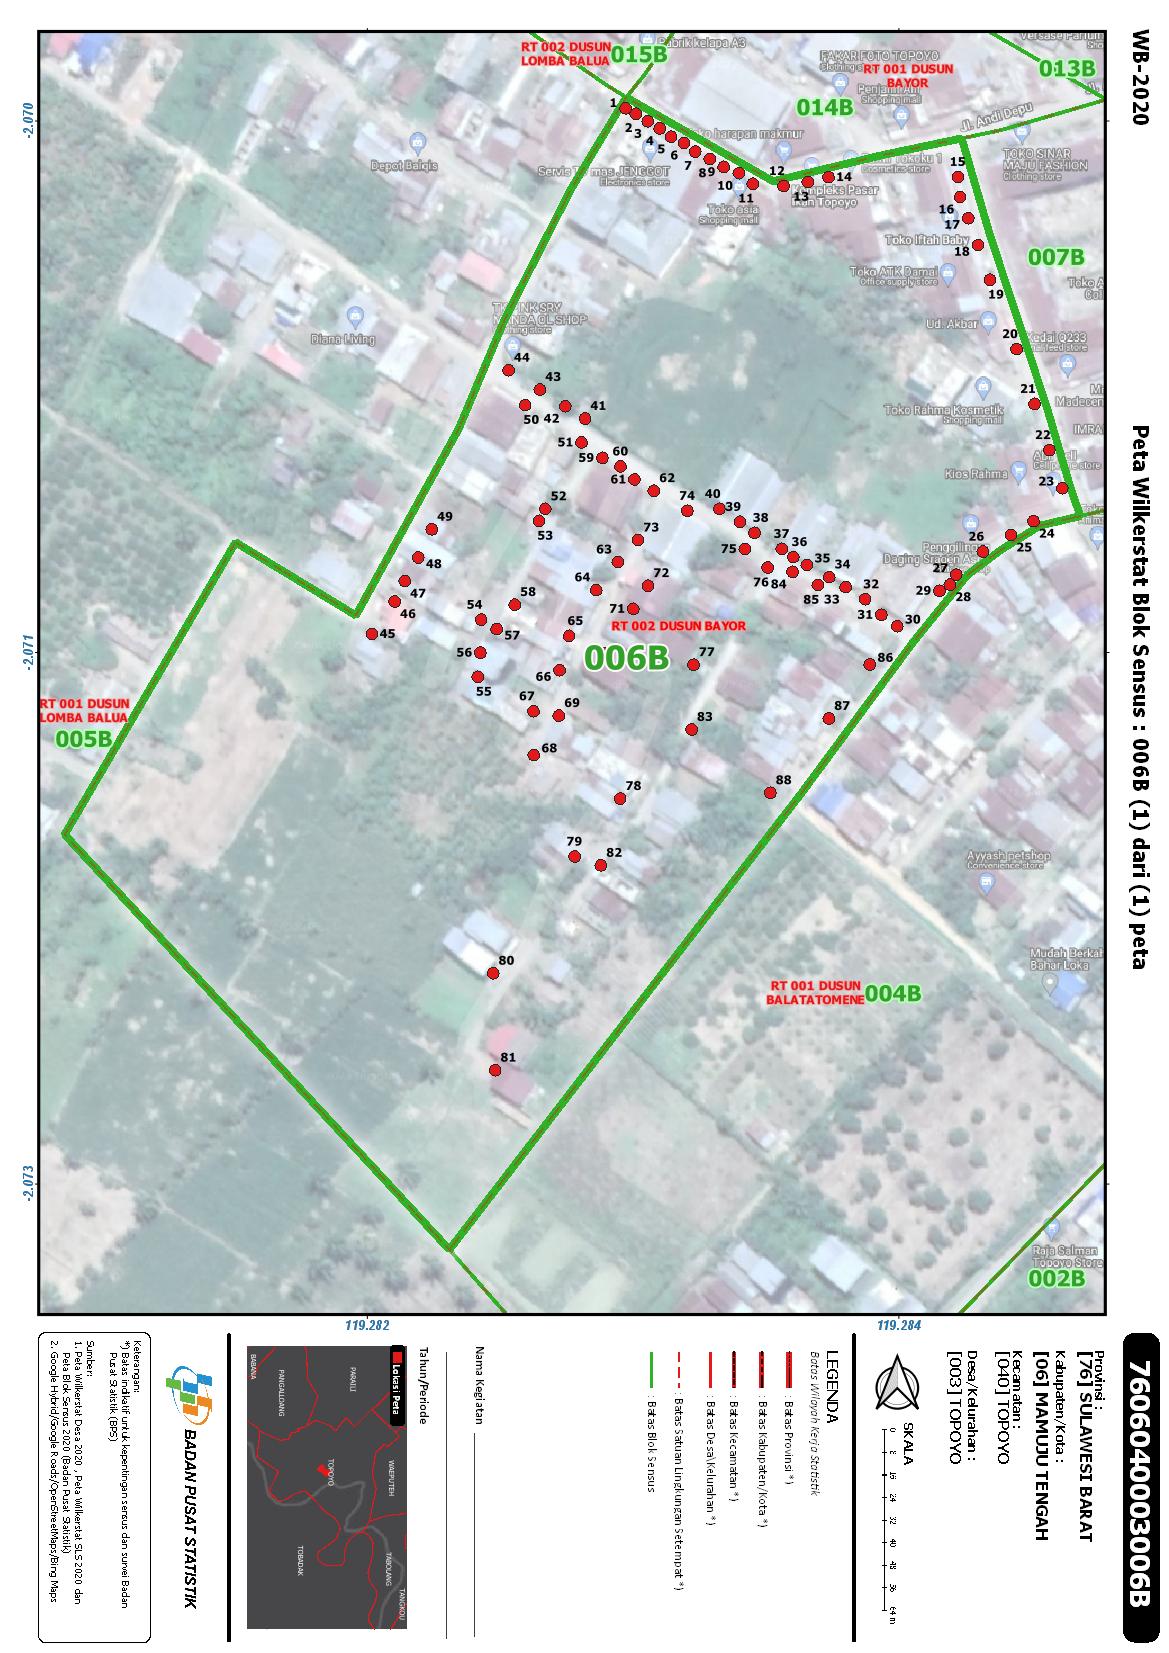 WB-2020
Peta Wilkerstat Blok Sensus : 006B (1) dari (1) peta
7606040003006B
-2.070
-2.071
-2.073
119.282
119.284
RT 002 DUSUN
LOMBA BALUA
015B
Pabrik kelapa A3
FAKAR FOTO TOPOYO
Clothing store
RT 001 DUSUN
BAYOR
Shopping mall
014B
013B
Jl. Andi Depu
Depot Balqis
Toko harapan makmur
JENGGOT
Electronics store
Toko asia
Shopping mall
Kompleks Pasar
Ikan Topoyo
Cosmetics store
TOKO SINAR
MAJU FASHION
Clothing store
Toko Iftah Baby
007B
Toko ATK Damai
Office supply store
Ud. Akbar
Kedai Q233
Toko Rahma Kosmetik
Shopping mall
Kios Rahma
Diana Living
Penggilingan
Daging Sragen
1
2
3
4
5
6
7
8
9
10
11
12
13
14
15
16
17
18
19
20
21
22
23
24
25
26
27
28
29
30
31
32
33
34
35
36
37
38
39
40
41
42
43
44
45
46
47
48
49
50
51
52
53
54
55
56
57
58
59
60
61
62
63
64
65
66
67
68
69
71
72
73
74
75
76
77
78
79
80
81
82
83
84
85
86
87
88
RT 002 DUSUN BAYOR
006B
RT 001 DUSUN
LOMBA BALUA
005B
Ayyash petshop
Convenience store
Mudah Berkah
Bahar Loka
RT 001 DUSUN
BALATATOMENE
004B
Raja Salman
Topoyo Store
002B
Provinsi :
[76] SULAWESI BARAT
Kabupaten/Kota :
[06] MAMUJU TENGAH
Kecamatan :
[040] TOPOYO
Desa/Kelurahan :
[003] TOPOYO
SKALA
0 8 16 24 32 40 48 56 64 m
LEGENDA
Batas Wilayah Kerja Statistik
: Batas Provinsi *)
: Batas Kabupaten/Kota *)
: Batas Kecamatan *)
: Batas Desa\Kelurahan *)
: Batas Satuan Lingkungan Setempat *)
: Batas Blok Sensus
Nama Kegiatan
Tahun/Periode
Lokasi Peta
PARAILI
WAEPUTEH
TABOLANG
TANGKOU
PANGALLOANG
TOPOYO
TOBADAK
BABANA
BADAN PUSAT STATISTIK
Keterangan:
*) Batas indikatif untuk kepentingan sensus dan survei Badan
Pusat Statistik (BPS)
Sumber:
1. Peta Wilkerstat Desa 2020 , Peta Wilkerstat SLS 2020 dan
Peta Blok Sensus 2020 (Badan Pusat Statistik)
2. Google Hybrid/Google Roads/OpenStreetMaps/Bing Maps